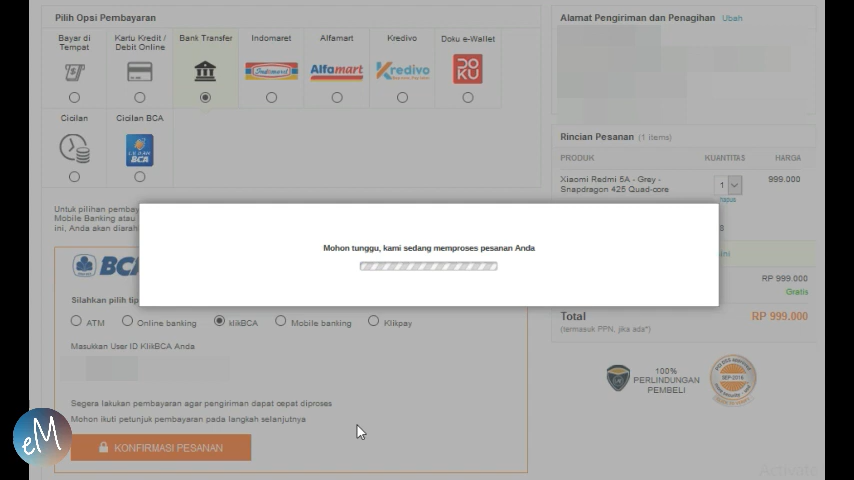 Pilih Opsi Pembayaran
Bayar di Tempat
Kartu Kredit / Debit Online
Bank Transfer
Indomaret
Alfamart
Kredivo
Doku e-Wallet
Indomaret
Alfamart
Kredivo
DOKU
Cicilan
Cicilan BCA
BCA
Untuk pilihan
Mobile Banking atau
ini, Anda akan
BCA
Silahkan pilih
ATM
Online banking
klikBCA
Mobile banking
Klikpay
Masukkan User ID KlikBCA Anda
Segera lakukan pembayaran agar pengiriman dapat cepat diproses
Mohon ikuti petunjuk pembayaran pada langkah selanjutnya
KONFIRMASI PESANAN
eM
Mohon tunggu, kami sedang memproses pesanan Anda
Alamat Pengiriman dan Penagihan Ubah
Rincian Pesanan (1 items)
PRODUK KUANTITAS HARGA
Xiaomi Redmi 5A - Grey - 1 999.000
Snapdragon 425 Quad-core
hapus
RP 999.000
Gratis
Total RP 999.000
(termasuk PPN, jika ada*)
100%
PERLINDUNGAN
PEMBELI
SEP-2016
Activate